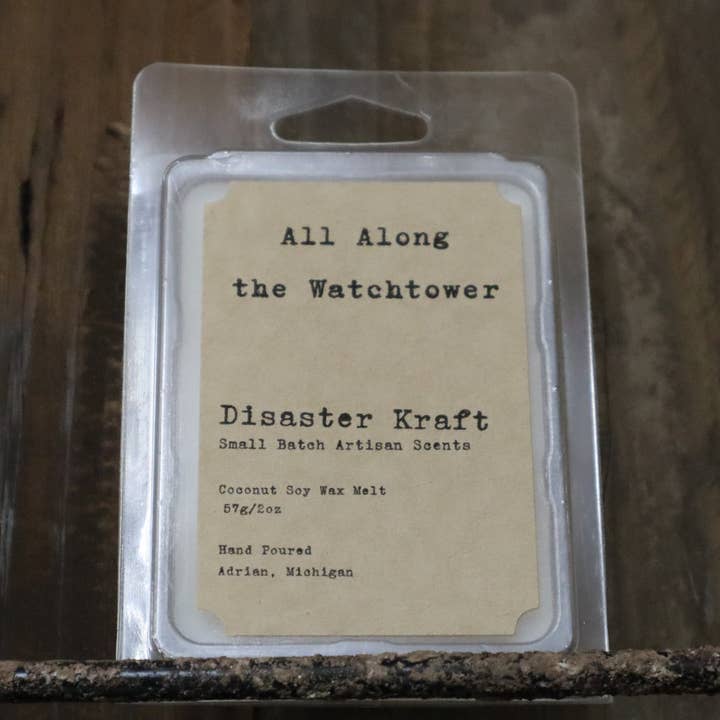 All Along
the Watchtower
Disaster Kraft
Small Batch Artisan Scents
Coconut Soy Wax Melt
57g/2oz
Hand Poured
Adrian, Michigan